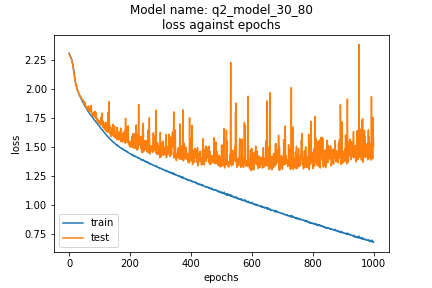 Model name: q2_model_30_80
loss against epochs
2.25
2.00
1.75
1.50
1.25
1.00
0.75
loss
train
test
0
200
400
600
800
1000
epochs